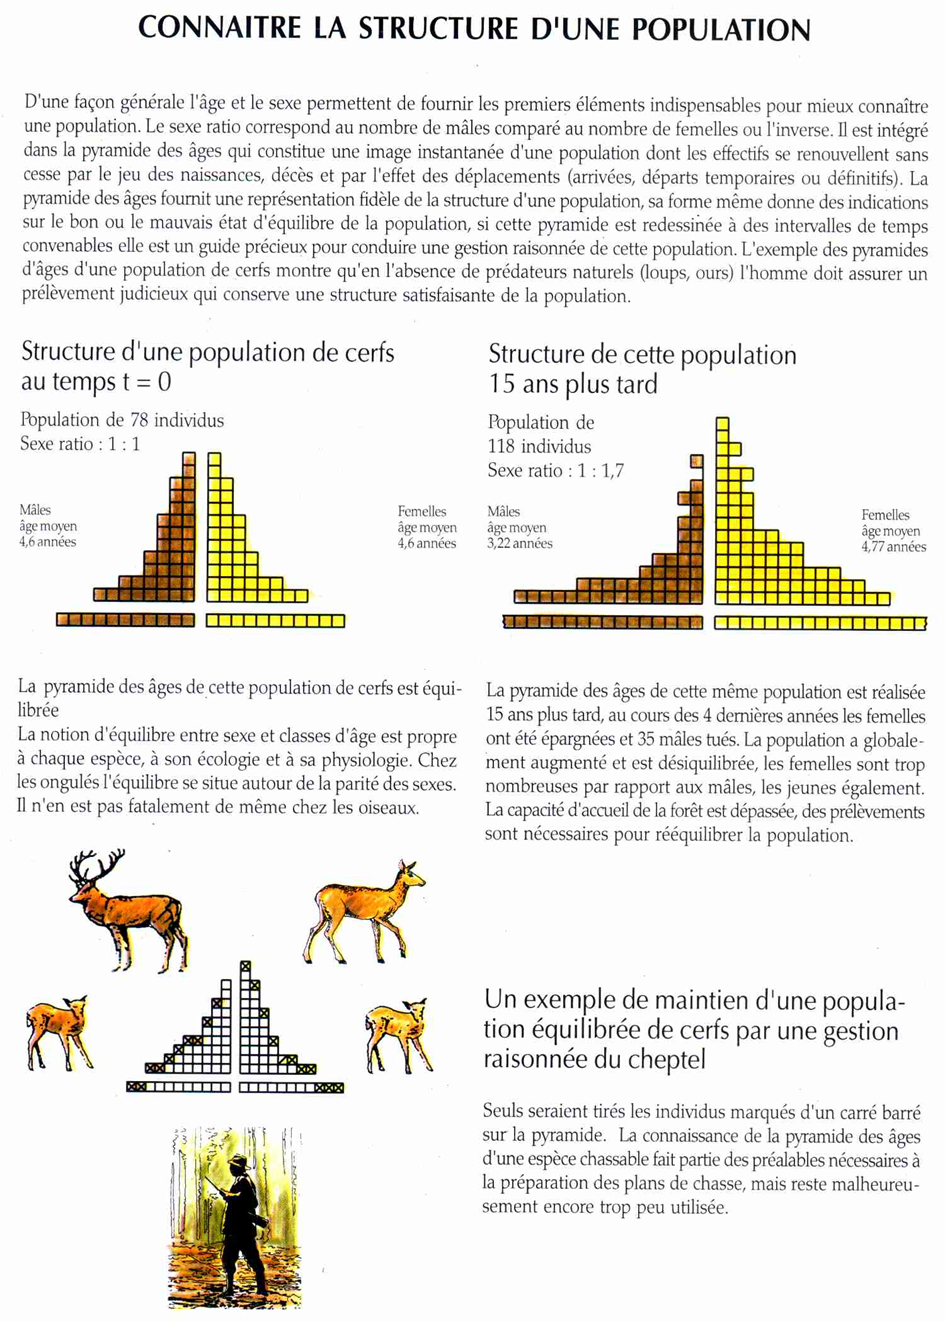 CONNAITRE LA STRUCTURE D'UNE POPULATION
D'une façon générale l'âge et le sexe permettent de fournir les premiers éléments indispensables pour mieux connaître
une population. Le sexe ratio correspond au nombre de mâles comparé au nombre de femelles ou l'inverse. Il est intégré
dans la pyramide des âges qui constitue une image instantanée d'une population dont les effectifs se renouvellent sans
cesse par le jeu des naissances, décès et par l'effet des déplacements (arrivées, départs temporaires ou définitifs). La
pyramide des âges fournit une représentation fidèle de la structure d'une population, sa forme même donne des indications
sur le bon ou le mauvais état d'équilibre de la population, si cette pyramide est redessinée à des intervalles de temps
convenables elle est un guide précieux pour conduire une gestion raisonnée de cette population. L'exemple des pyramides
d'âges d'une population de cerfs montre qu'en l'absence de prédateurs naturels (loups, ours) l'homme doit assurer un
prélèvement judicieux qui conserve une structure satisfaisante de la population.
Structure d'une population de cerfs
au temps t = 0
Population de 78 individus
Sexe ratio : 1 : 1
Mâles
âge moyen
4,6 années
Femelles
âge moyen
4,6 années
Structure de cette population
15 ans plus tard
Population de
118 individus
Sexe ratio : 1 : 1,7
Mâles
âge moyen
3,22 années
Femelles
âge moyen
4,77 années
La pyramide des âges de cette population de cerfs est équi-
librée
La notion d'équilibre entre sexe et classes d'âge est propre
à chaque espèce, à son écologie et à sa physiologie. Chez
les ongulés l'équilibre se situe autour de la parité des sexes.
Il n'en est pas fatalement de même chez les oiseaux.
La pyramide des âges de cette même population est réalisée
15 ans plus tard, au cours des 4 dernières années les femelles
ont été épargnées et 35 mâles tués. La population a globale-
ment augmenté et est désiquilibrée, les femelles sont trop
nombreuses par rapport aux mâles, les jeunes également.
La capacité d'accueil de la forêt est dépassée, des prélèvements
sont nécessaires pour rééquilibrer la population.
Un exemple de maintien d'une popula-
tion équilibrée de cerfs par une gestion
raisonnée du cheptel
Seuls seraient tirés les individus marqués d'un carré barré
sur la pyramide. La connaissance de la pyramide des âges
d'une espèce chassable fait partie des préalables nécessaires à
la préparation des plans de chasse, mais reste malheureu-
sement encore trop peu utilisée.